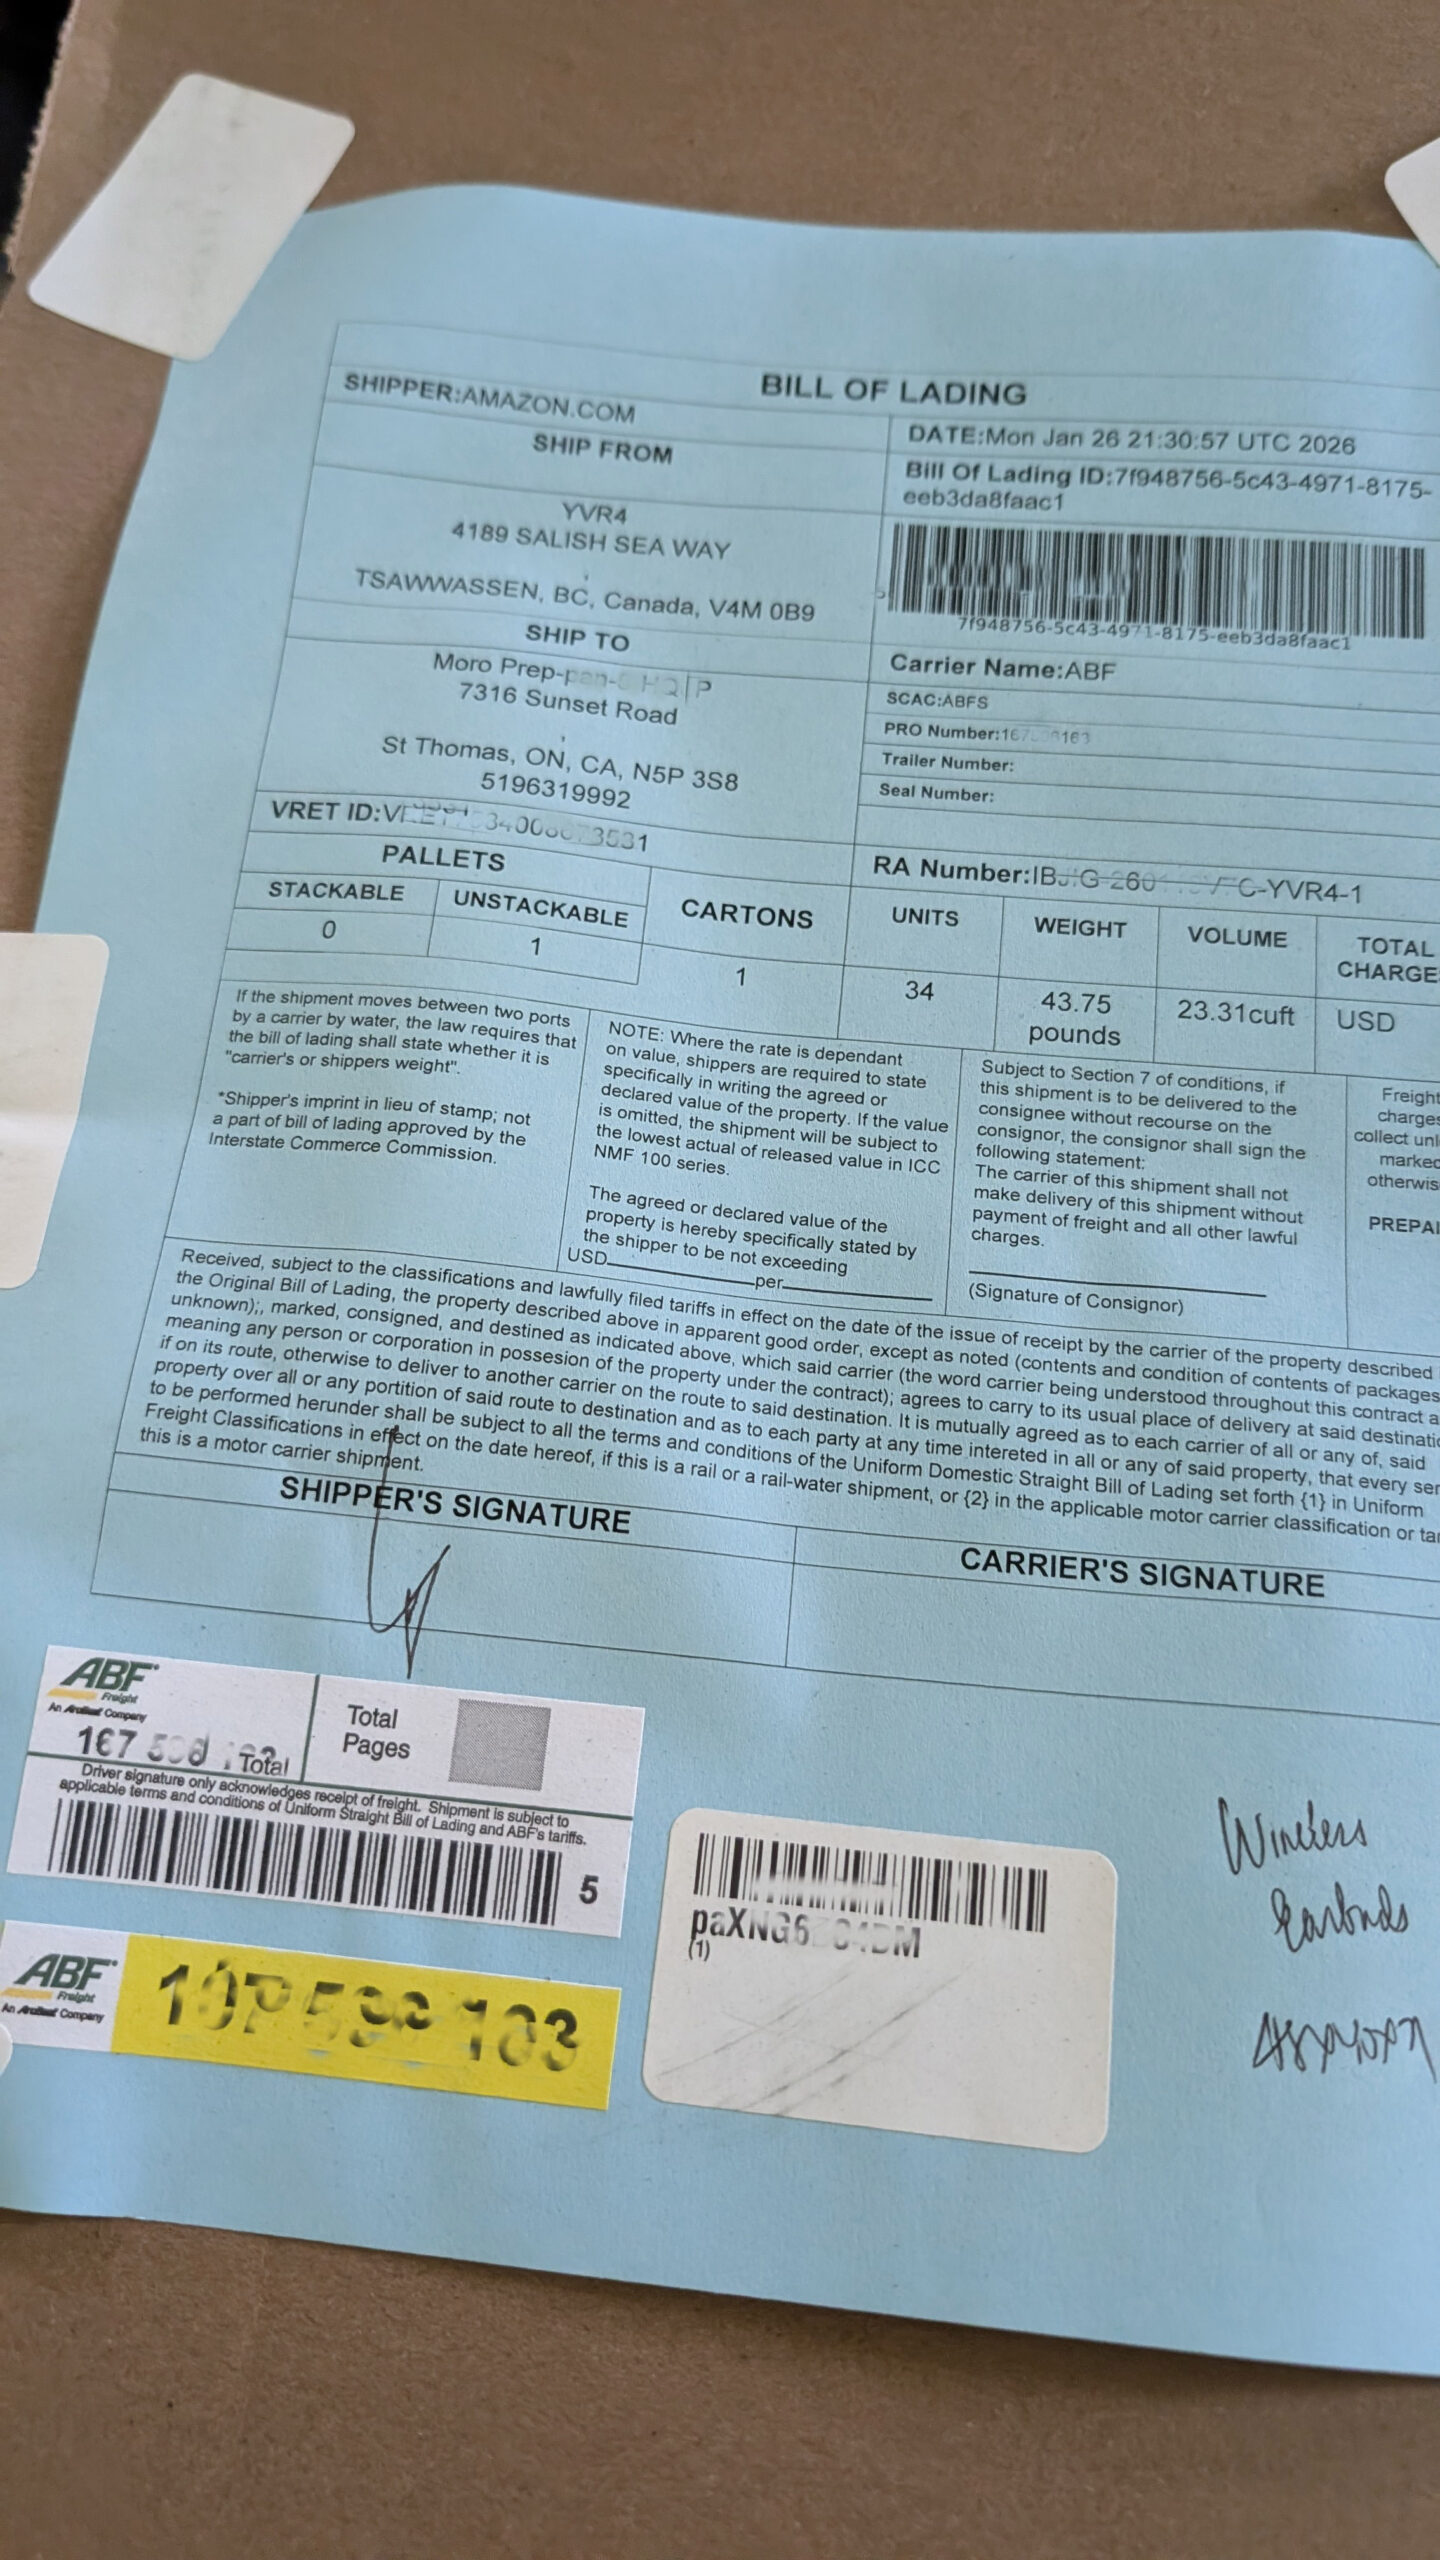 BILL OF LADING
SHIPPER:AMAZON.COM
DATE:Mon Jan 26 21:30:57 UTC 2026
SHIP FROM
Bill Of Lading ID:7f948756-5c43-4971-8175-
eeb3da8faac1
YVR4
4189 SALISH SEA WAY
TSAWWASSEN, BC, Canada, V4M 0B9
7f948756-5c43-4971-8175-eeb3da8faac1
SHIP TO
Moro
7316 Sunset Road
St Thomas, ON, CA, N5P 3S8
5196319992
Carrier Name:ABF
SCAC:ABFS
PRO Number:
Trailer Number:
Seal Number:
VRET ID:
RA Number:
PALLETS
STACKABLE
UNSTACKABLE
CARTONS
UNITS
WEIGHT
VOLUME
TOTAL
CHARGE
0
1
1
34
43.75
pounds
23.31cuft
USD
If the shipment moves between two ports
by a carrier by water, the law requires that
the bill of lading shall state whether it is
"carrier's or shippers weight".
*Shipper's imprint in lieu of stamp; not
a part of bill of lading approved by the
Interstate Commerce Commission.
NOTE: Where the rate is dependant
on value, shippers are required to state
specifically in writing the agreed or
declared value of the property. If the value
is omitted, the shipment will be subject to
the lowest actual of released value in ICC
NMF 100 series.
The agreed or declared value of the
property is hereby specifically stated by
the shipper to be not exceeding
USD per
Subject to Section 7 of conditions, if
this shipment is to be delivered to the
consignee without recourse on the
consignor, the consignor shall sign the
following statement:
The carrier of this shipment shall not
make delivery of this shipment without
payment of freight and all other lawful
charges.
(Signature of Consignor)
Freight
charges
collect
marked
Received, subject to the classifications and lawfully filed tariffs in effect on the date of the issue of receipt by the carrier of the property described
the Original Bill of Lading, the property described above in apparent good order, except as noted (contents and condition of contents of packages
unknown);, marked, consigned, and destined as indicated above, which said carrier (the word carrier being understood throughout this contract a
meaning any person or corporation in possesion of the property under the contract); agrees to carry to its usual place of delivery at said
if on its route, otherwise to deliver to another carrier on the route to said destination. It is mutually agreed as to each carrier of all or any of, said
property over all or any portition of said route to destination and as to each party at any time intereted in all or any of said property, that every
to be performed herunder shall be subject to all the terms and conditions of the Uniform Domestic Straight Bill of Lading set forth {1} in Uniform
Freight Classifications in effect on the date hereof, if this is a rail or a rail-water shipment, or {2} in the applicable motor carrier classification or
this is a motor carrier shipment.
SHIPPER'S SIGNATURE
CARRIER'S SIGNATURE
ABF
Freight
An ArcBest Company
Total
Total
Pages
Driver signature only acknowledges receipt of freight. Shipment is subject to
applicable terms and conditions of Uniform Straight Bill of Lading and ABF's tariffs.
5
ABF
Freight
An ArcBest Company
(1)
Wireless
Earbuds